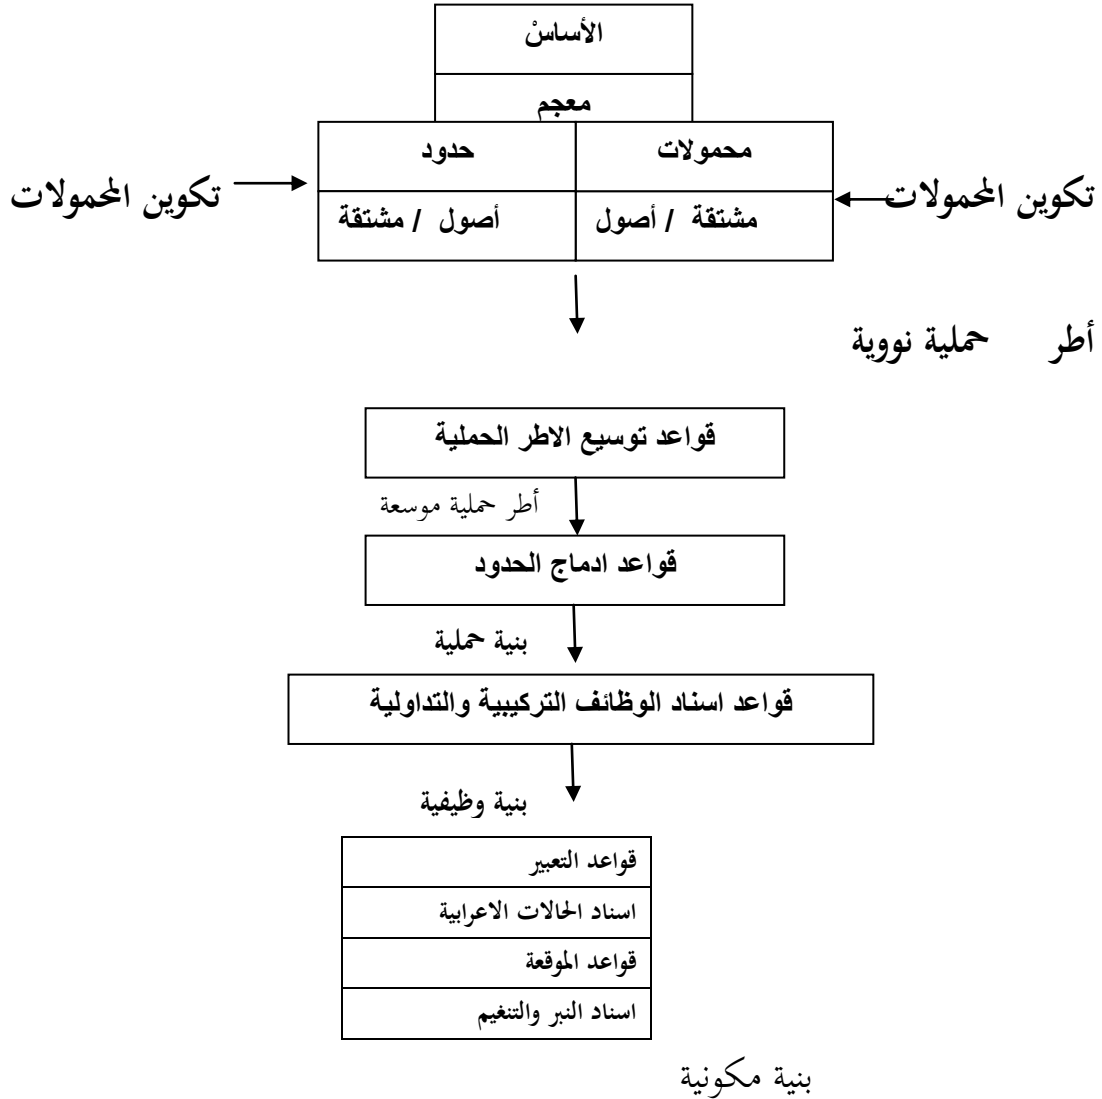 الأساسْ
معجم
محمولات
حدود
تكوين المحمولات
تكوين المحمولات
مشتقة / أصول
أصول / مشتقة
أطر حملية نووية
قواعد توسيع الاطر الحملية
أطر حملية موسعة
قواعد ادماج الحدود
بنية حملية
قواعد اسناد الوظائف التركيبية والتداولية
بنية وظيفية
قواعد التعبير
اسناد الحالات الاعرابية
قواعد الموقعة
اسناد النبر والتنغيم
بنية مكونية